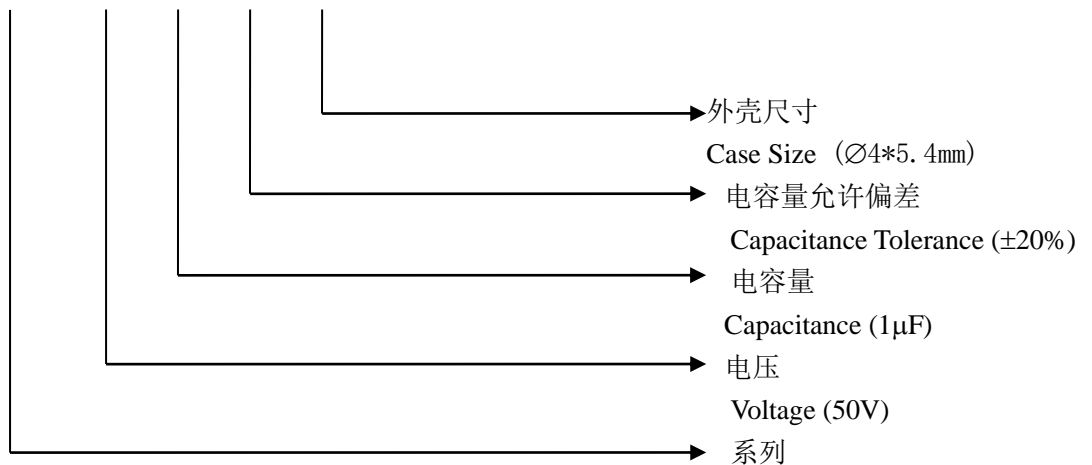 外壳尺寸
Case Size（∅4*5.4mm）
电容量允许偏差
Capacitance Tolerance (±20%)
电容量
Capacitance (1μF)
电压
Voltage (50V)
系列